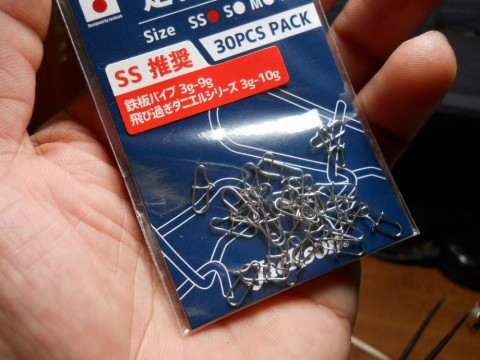 Size SS S M
SS 推奨
30PCS PACK
鉄板バイブ 3g-9g
飛び過ぎダニエルシリーズ 3g-10g